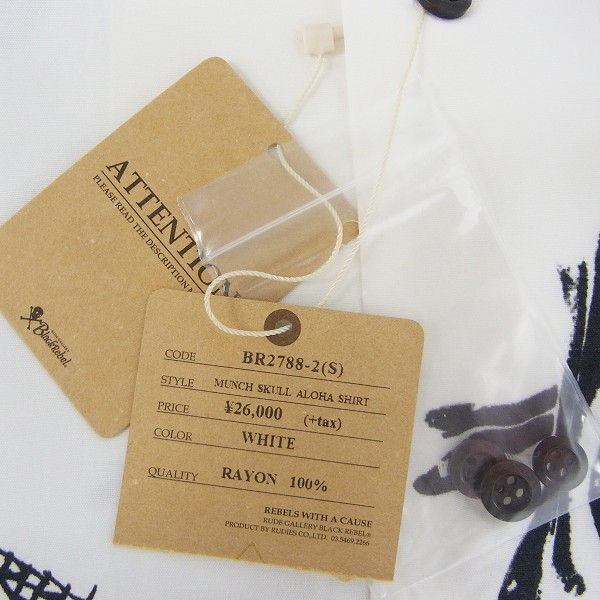 ATTENTION
PLEASE READ THE DESCRIPTION
BlackRebel
CODE BR2788-2(S)
STYLE MUNCH SKULL ALOHA SHIRT
PRICE ¥26,000 (+tax)
COLOR WHITE
QUALITY RAYON 100%
REBELS WITH A CAUSE
RUDE GALLERY BLACK REBEL®
PRODUCT BY RUDIES CO.,LTD. 03.5469.2266